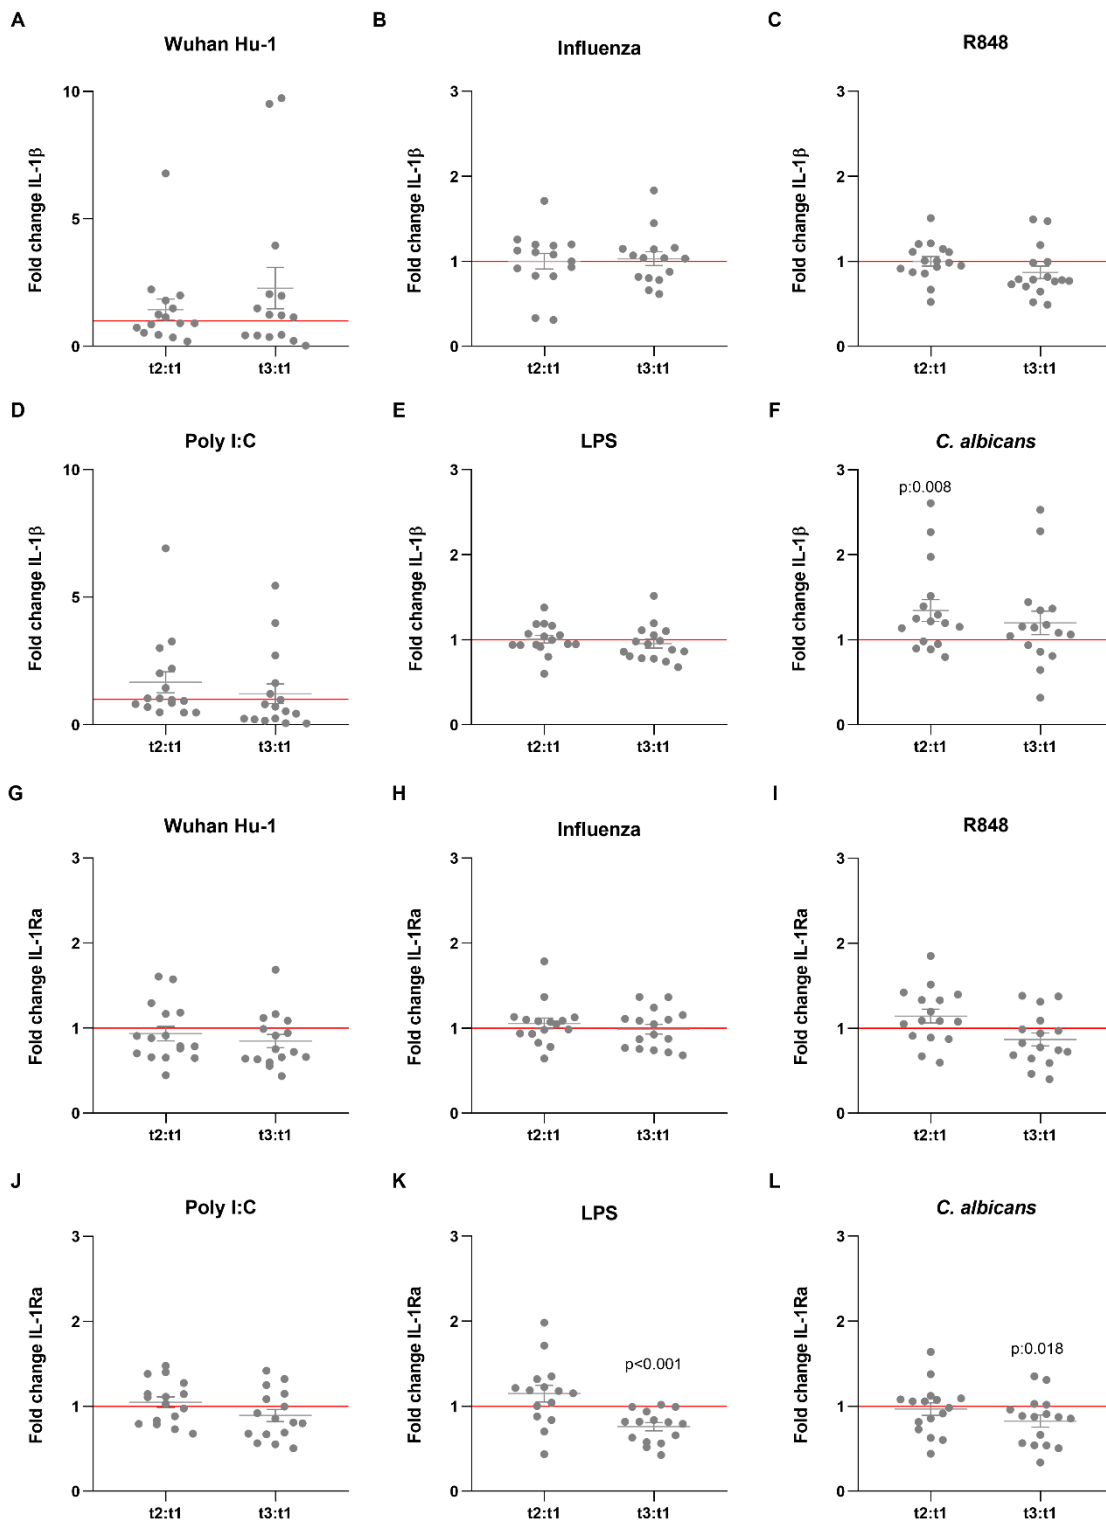 A
Wuhan Hu-1
Fold change IL-1β
10
5
0
t2:t1
t3:t1
B
Influenza
Fold change IL-1β
3
2
1
0
t2:t1
t3:t1
C
R848
Fold change IL-1β
3
2
1
0
t2:t1
t3:t1
D
Poly I:C
Fold change IL-1β
10
5
0
t2:t1
t3:t1
E
LPS
Fold change IL-1β
3
2
1
0
t2:t1
t3:t1
F
C. albicans
Fold change IL-1β
3
2
1
0
p:0.008
t2:t1
t3:t1
G
Wuhan Hu-1
Fold change IL-1Ra
3
2
1
0
t2:t1
t3:t1
H
Influenza
Fold change IL-1Ra
3
2
1
0
t2:t1
t3:t1
I
R848
Fold change IL-1Ra
3
2
1
0
t2:t1
t3:t1
J
Poly I:C
Fold change IL-1Ra
3
2
1
0
t2:t1
t3:t1
K
LPS
Fold change IL-1Ra
3
2
1
0
p<0.001
t2:t1
t3:t1
L
C. albicans
Fold change IL-1Ra
3
2
1
0
p:0.018
t2:t1
t3:t1